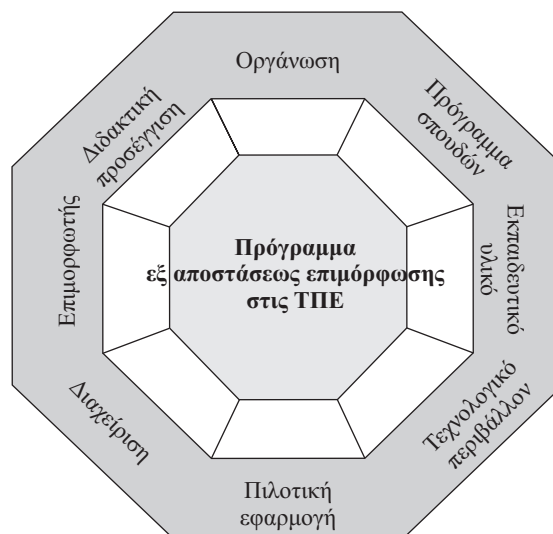 Οργάνωση
Πρόγραμμα
σπουδών
Εκπαιδευτικό
υλικό
Τεχνολογικό
περιβάλλον
Πιλοτική
εφαρμογή
Διαχείριση
Επιμορφωτής
Διδακτική
προσέγγιση
Πρόγραμμα
εξ αποστάσεως επιμόρφωσης
στις ΤΠΕ